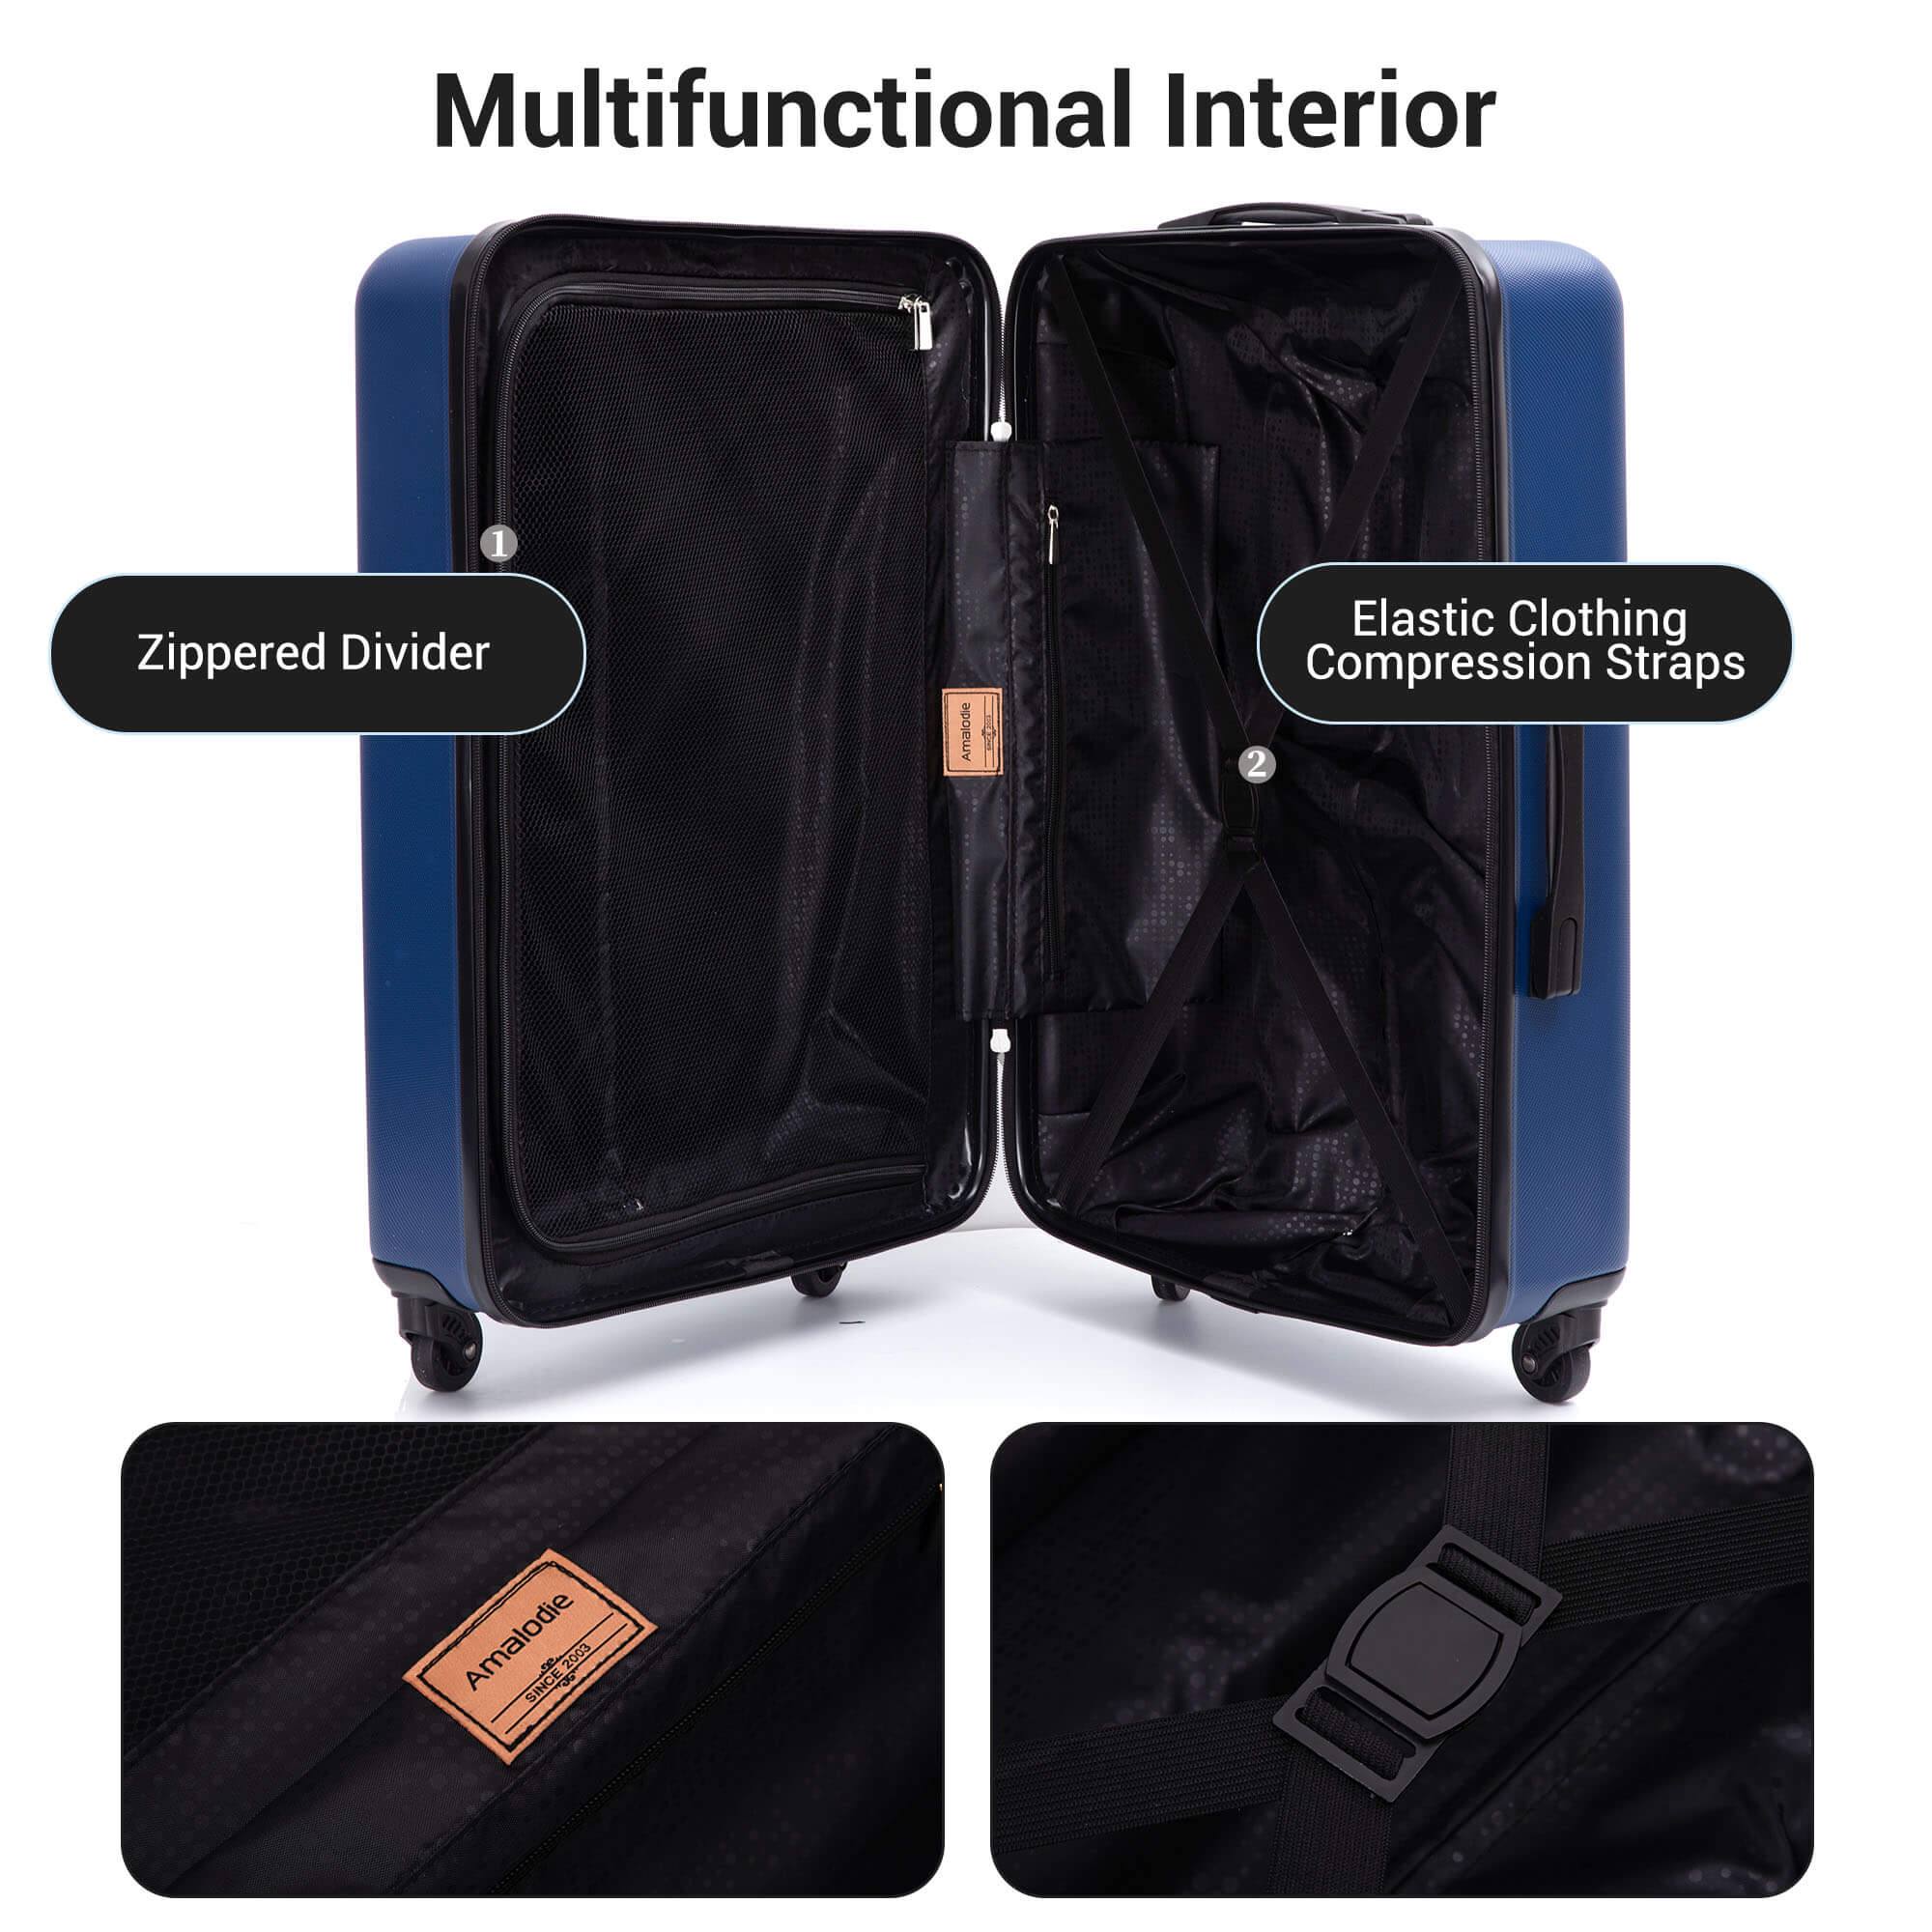 Multifunctional Interior
1
Zippered Divider
Elastic Clothing
Compression Straps
Amalodie
SINCE 2003
2
Amalodie
SINCE 2003